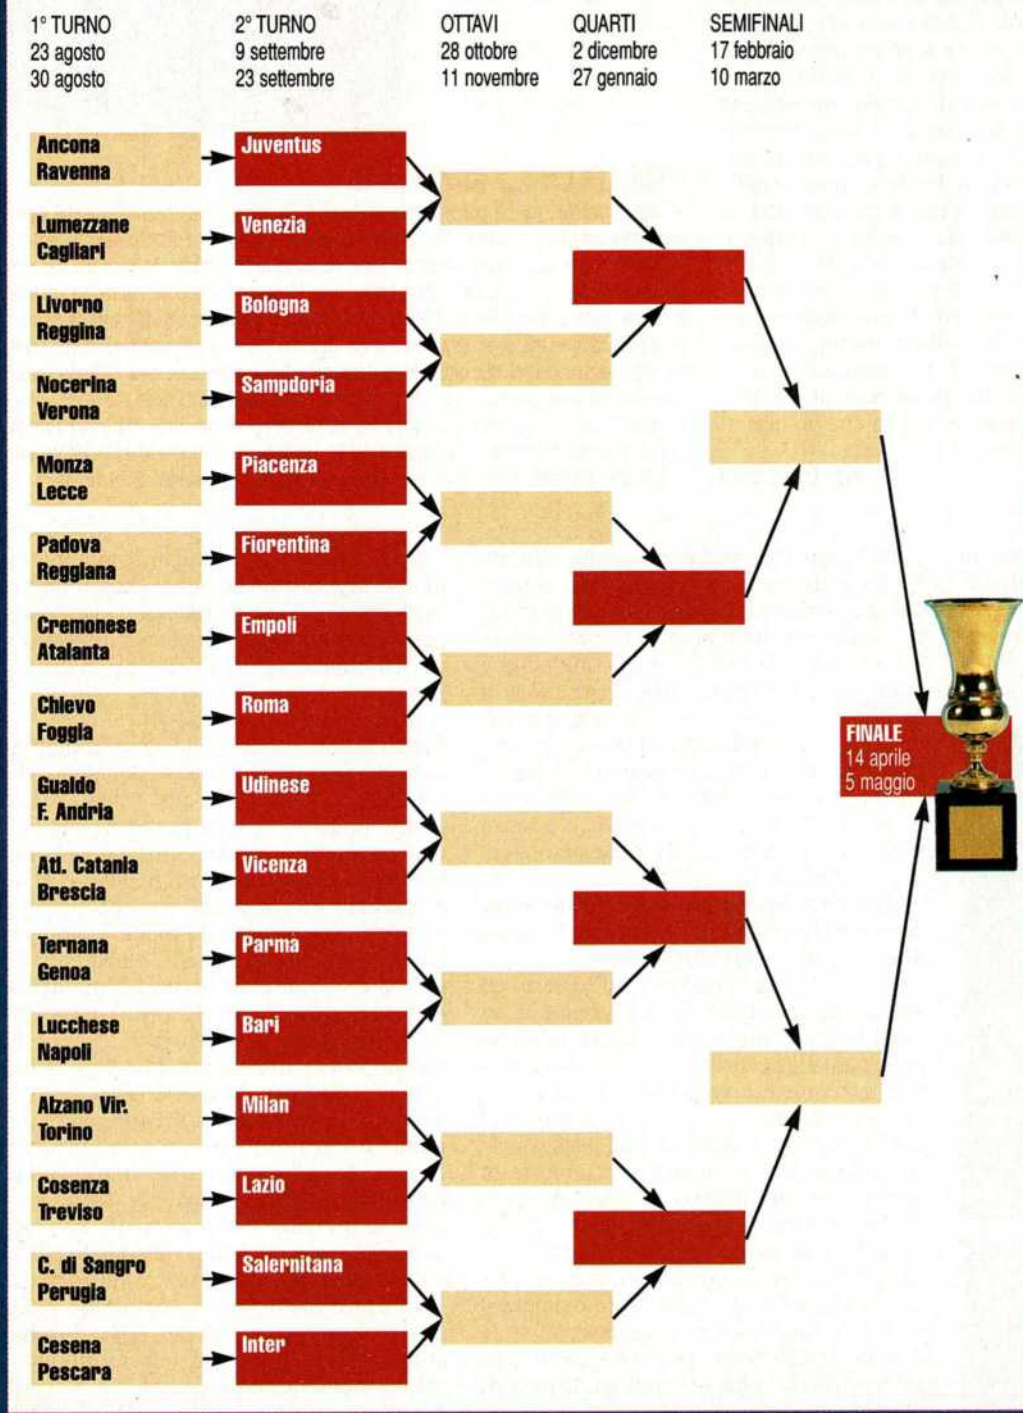 1° TURNO
23 agosto
30 agosto
2° TURNO
9 settembre
23 settembre
OTTAVI
28 ottobre
11 novembre
QUARTI
2 dicembre
27 gennaio
SEMIFINALI
17 febbraio
10 marzo
Ancona
Ravenna
Juventus
Lumezzane
Cagliari
Venezia
Livorno
Reggina
Bologna
Nocerina
Verona
Sampdoria
Monza
Lecce
Piacenza
Padova
Reggiana
Fiorentina
Cremonese
Atalanta
Empoli
Chievo
Foggia
Roma
Gualdo
F. Andria
Udinese
Atl. Catania
Brescia
Vicenza
Ternana
Genoa
Parma
Lucchese
Napoli
Bari
Alzano Vir.
Torino
Milan
Cosenza
Treviso
Lazio
C. di Sangro
Perugia
Salernitana
Cesena
Pescara
Inter
FINALE
14 aprile
5 maggio